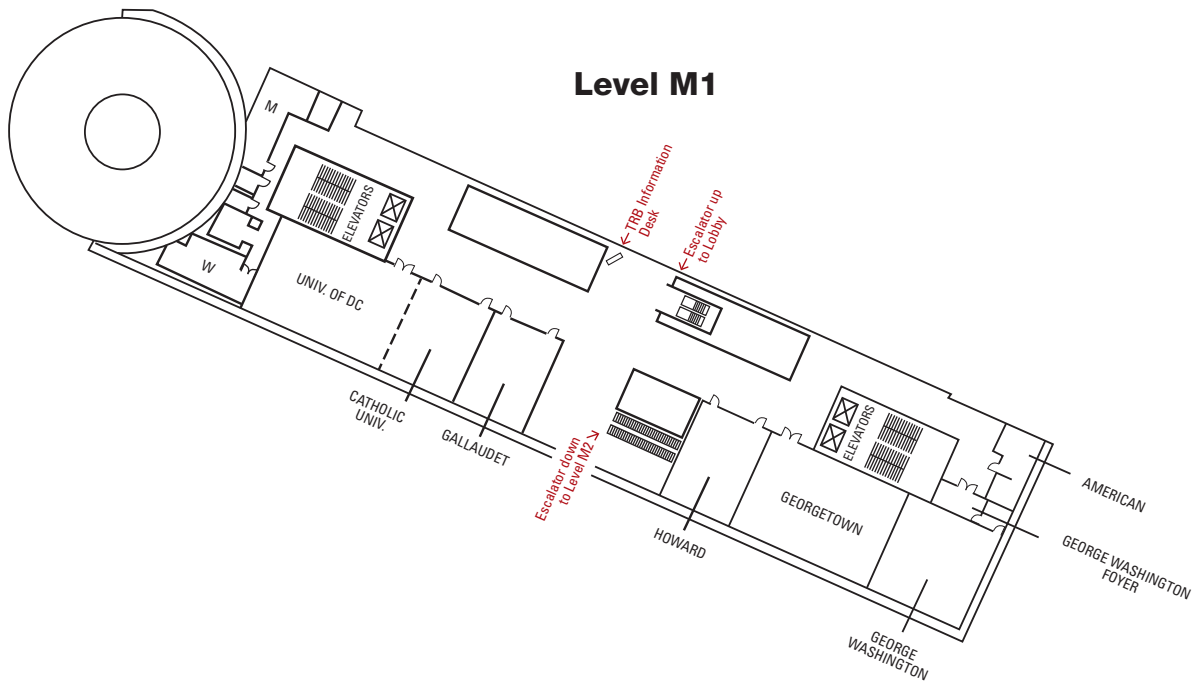 Level M1
M
TRB Information
Desk
Escalator up
to Lobby
ELEVATORS
W
UNIV. OF DC
CATHOLIC
UNIV.
GALLAUDET
Escalator down
to Level M2
ELEVATORS
HOWARD
GEORGETOWN
AMERICAN
GEORGE WASHINGTON
FOYER
GEORGE
WASHINGTON